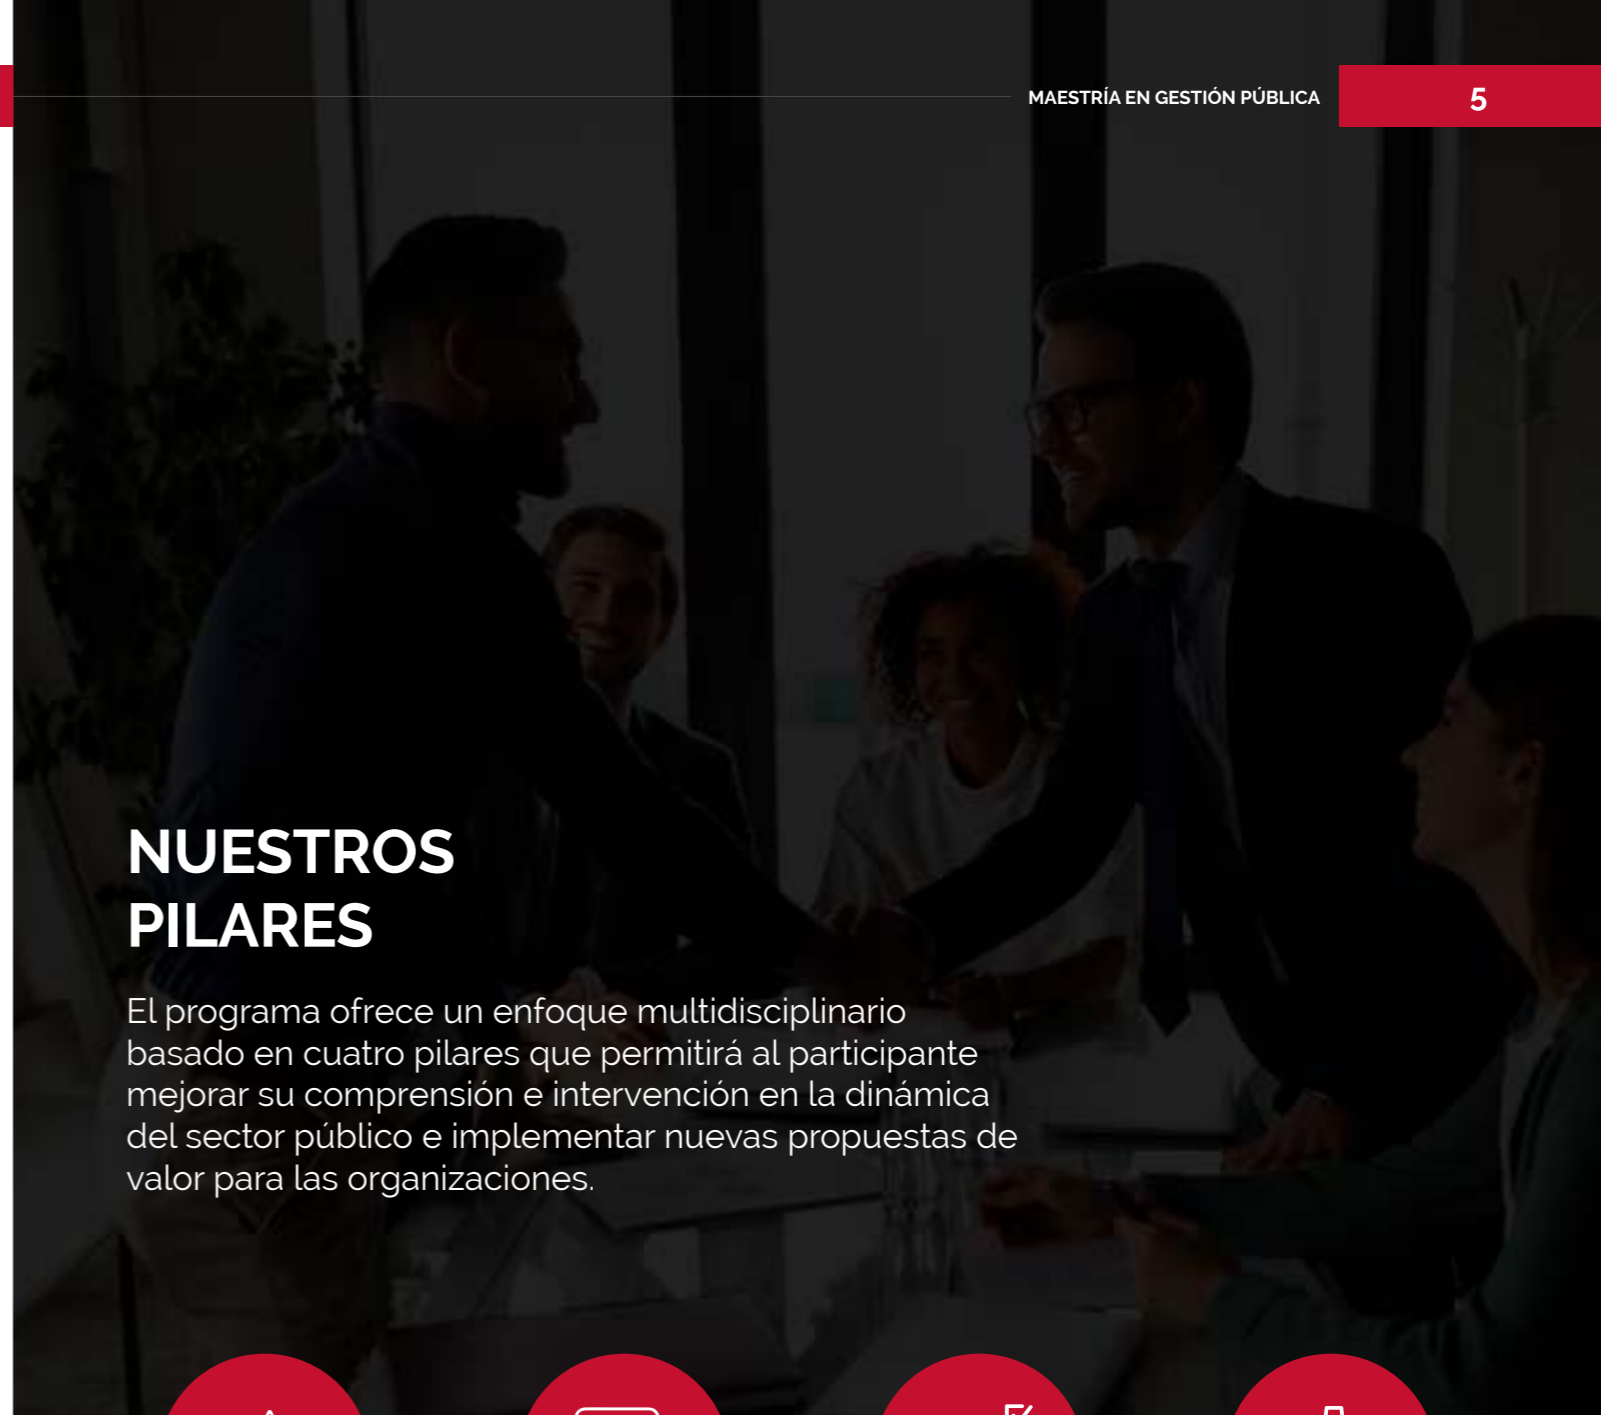 MAESTRÍA EN GESTIÓN PÚBLICA
5
NUESTROS
PILARES
El programa ofrece un enfoque multidisciplinario
basado en cuatro pilares que permitirá al participante
mejorar su comprensión e intervención en la dinámica
del sector público e implementar nuevas propuestas de
valor para las organizaciones.